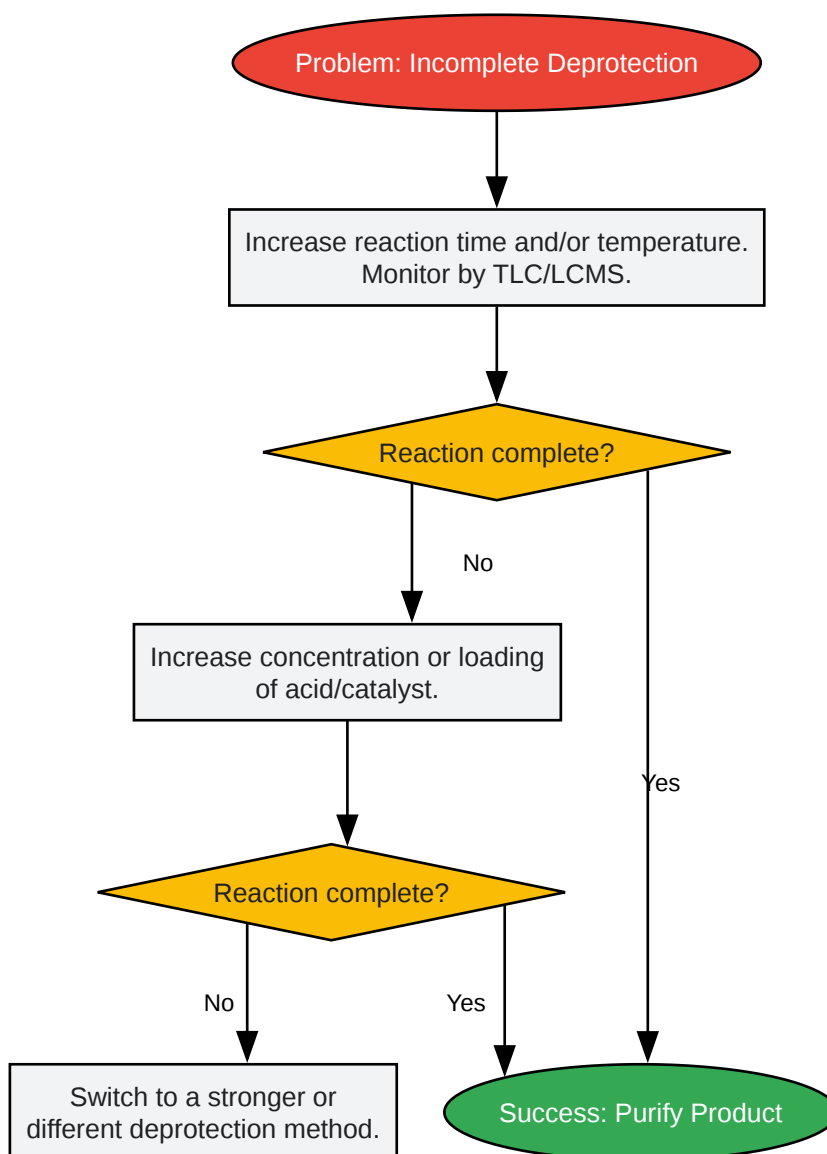 Problem: Incomplete Deprotection
Increase reaction time and/or temperature.
Monitor by TLC/LCMS.
Reaction complete?
No
Increase concentration or loading
of acid/catalyst.
Yes
Reaction complete?
No
Yes
Switch to a stronger or
different deprotection method.
Success: Purify Product